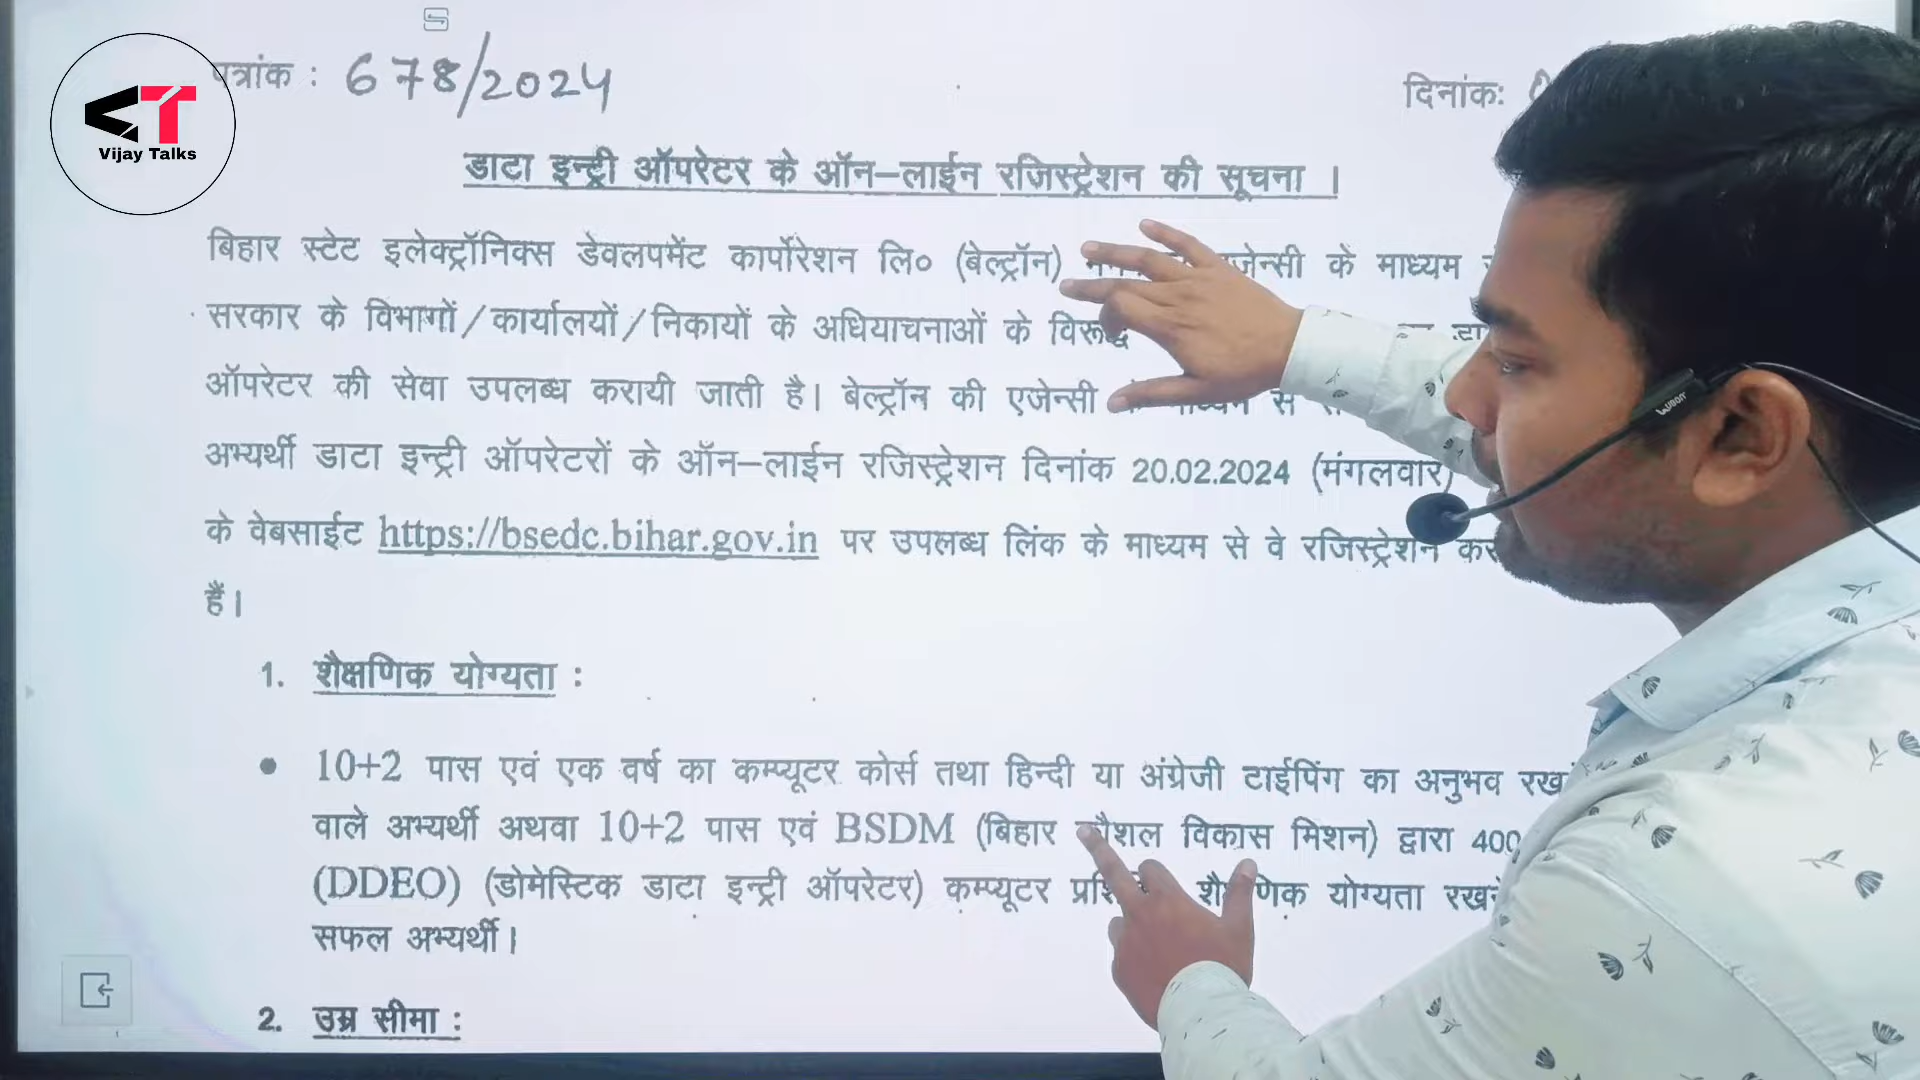 पत्रांक : 678/2024
दिनांक:
Vijay Talks
डाटा इन्ट्री ऑपरेटर के ऑन–लाईन रजिस्ट्रेशन की सूचना ।
बिहार स्टेट इलेक्ट्रॉनिक्स डेवलपमेंट कार्पोरेशन लि० (बेल्ट्रॉन) के माध्यम
सरकार के विभागों/कार्यालयों/निकायों के अधियाचनाओं के विरूद्ध
ऑपरेटर की सेवा उपलब्ध करायी जाती है। बेल्ट्रॉन की एजेन्सी से
अभ्यर्थी डाटा इन्ट्री ऑपरेटरों के ऑन–लाईन रजिस्ट्रेशन दिनांक 20.02.2024 (मंगलवार)
के वेबसाईट https://bsedc.bihar.gov.in पर उपलब्ध लिंक के माध्यम से वे रजिस्ट्रेशन
हैं।
1. शैक्षणिक योग्यता :
• 10+2 पास एवं एक वर्ष का कम्प्यूटर कोर्स तथा हिन्दी या अंग्रेजी टाईपिंग का अनुभव
वाले अभ्यर्थी अथवा 10+2 पास एवं BSDM (बिहार कौशल विकास मिशन) द्वारा 400
(DDEO) (डोमेस्टिक डाटा इन्ट्री ऑपरेटर) कम्प्यूटर योग्यता
सफल अभ्यर्थी।
2. उम्र सीमा :